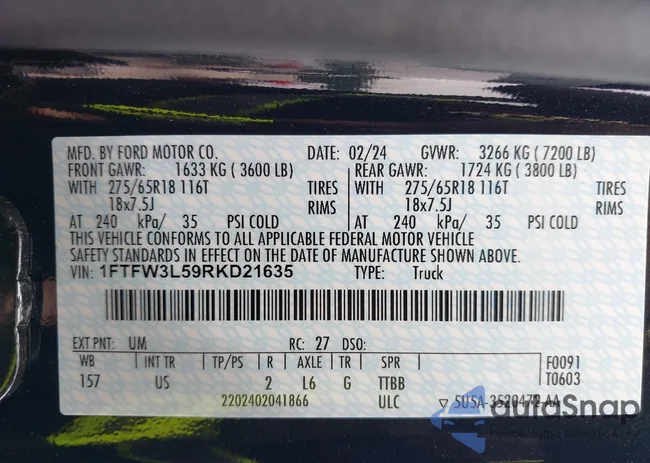 MFD. BY FORD MOTOR CO. DATE: 02/24 GVWR: 3266 KG ( 7200 LB)
FRONT GAWR: 1633 KG ( 3600 LB) REAR GAWR: 1724 KG ( 3800 LB)
WITH 275/65R18 116T TIRES WITH 275/65R18 116T TIRES
18x7.5J RIMS 18x7.5J RIMS
AT 240 kPa/ 35 PSI COLD AT 240 kPa/ 35 PSI COLD
THIS VEHICLE CONFORMS TO ALL APPLICABLE FEDERAL MOTOR VEHICLE
SAFETY STANDARDS IN EFFECT ON THE DATE OF MANUFACTURE SHOWN ABOVE.
VIN: 1FTFW3L59RKD21635 TYPE: Truck
EXT PNT: UM RC: 27 DSO:
WB INT TR TP/PS R AXLE TR SPR F0091
157 US 2 L6 G TTBB T0603
2202402041866 ULC ▽ 5U5A-3520472-AA
autoSnap